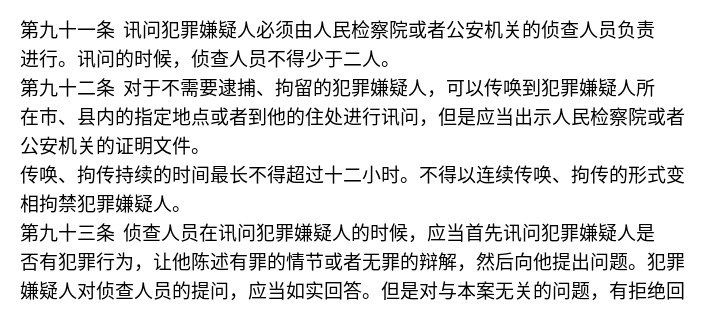 第九十一条 讯问犯罪嫌疑人必须由人民检察院或者公安机关的侦查人员负责
进行。讯问的时候，侦查人员不得少于二人。
第九十二条 对于不需要逮捕、拘留的犯罪嫌疑人，可以传唤到犯罪嫌疑人所
在市、县内的指定地点或者到他的住处进行讯问，但是应当出示人民检察院或者
公安机关的证明文件。
传唤、拘传持续的时间最长不得超过十二小时。不得以连续传唤、拘传的形式变
相拘禁犯罪嫌疑人。
第九十三条 侦查人员在讯问犯罪嫌疑人的时候，应当首先讯问犯罪嫌疑人是
否有犯罪行为，让他陈述有罪的情节或者无罪的辩解，然后向他提出问题。犯罪
嫌疑人对侦查人员的提问，应当如实回答。但是对与本案无关的问题，有拒绝回